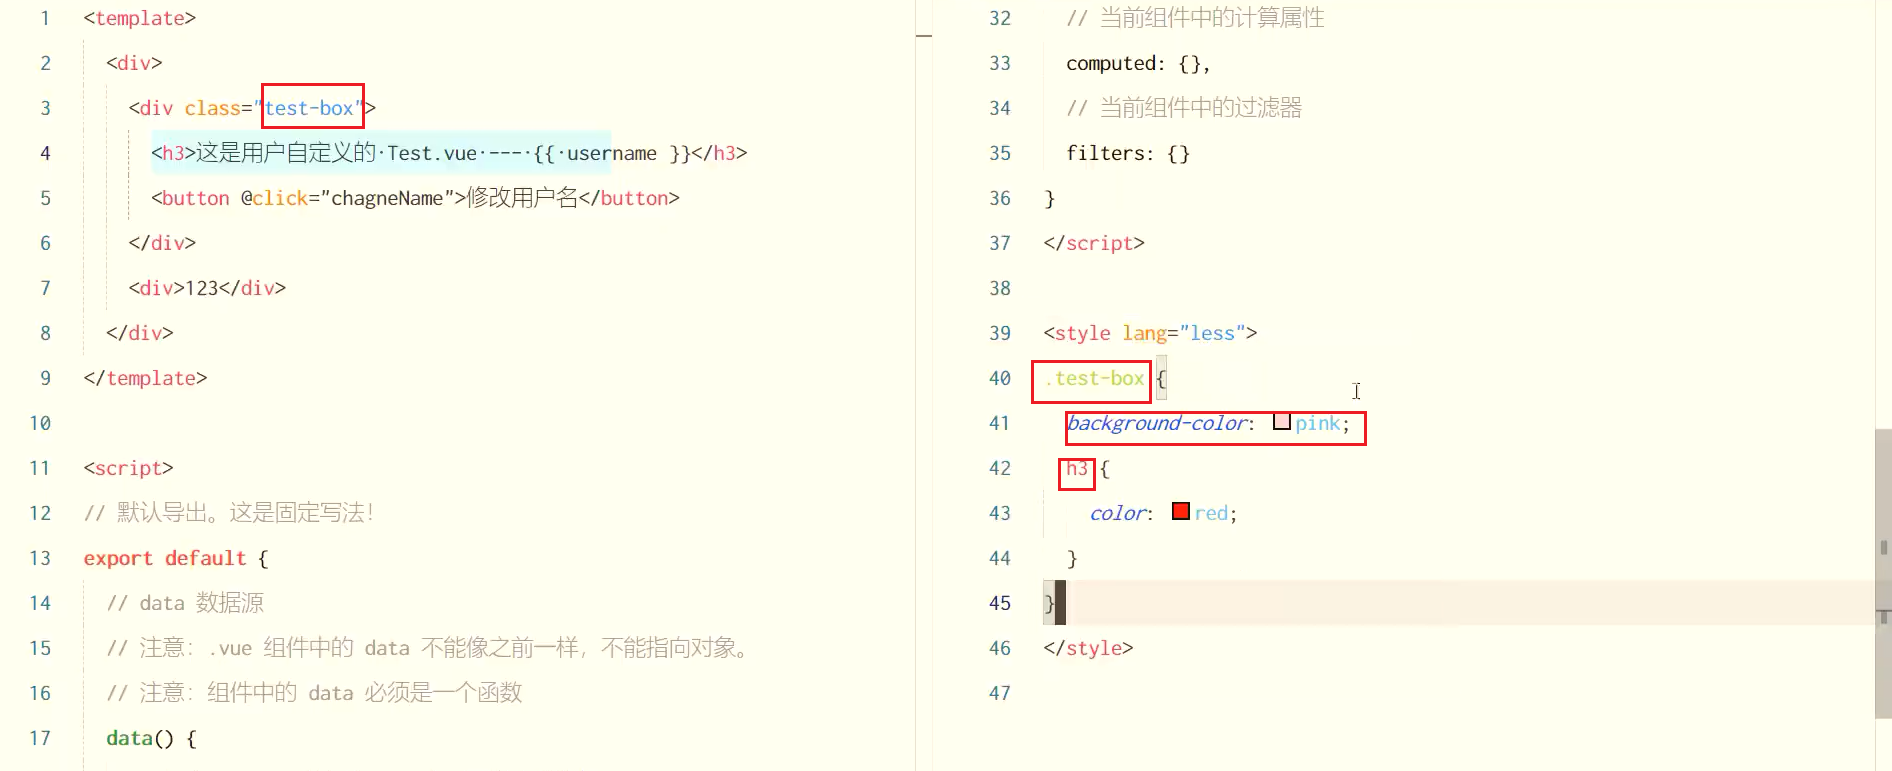 1 <template>
2 <div>
3 <div class="test-box">
4 <h3>这是用户自定义的·Test.vue·---·{{·username }}</h3>
5 <button @click="chagneName">修改用户名</button>
6 </div>
7 <div>123</div>
8 </div>
9 </template>
10
11 <script>
12 // 默认导出。这是固定写法！
13 export default {
14 // data 数据源
15 // 注意：.vue 组件中的 data 不能像之前一样，不能指向对象。
16 // 注意：组件中的 data 必须是一个函数
17 data() {
32 // 当前组件中的计算属性
33 computed: {},
34 // 当前组件中的过滤器
35 filters: {}
36 }
37 </script>
38
39 <style lang="less">
40 .test-box {
41 background-color: pink;
42 h3 {
43 color: red;
44 }
45 }
46 </style>
47